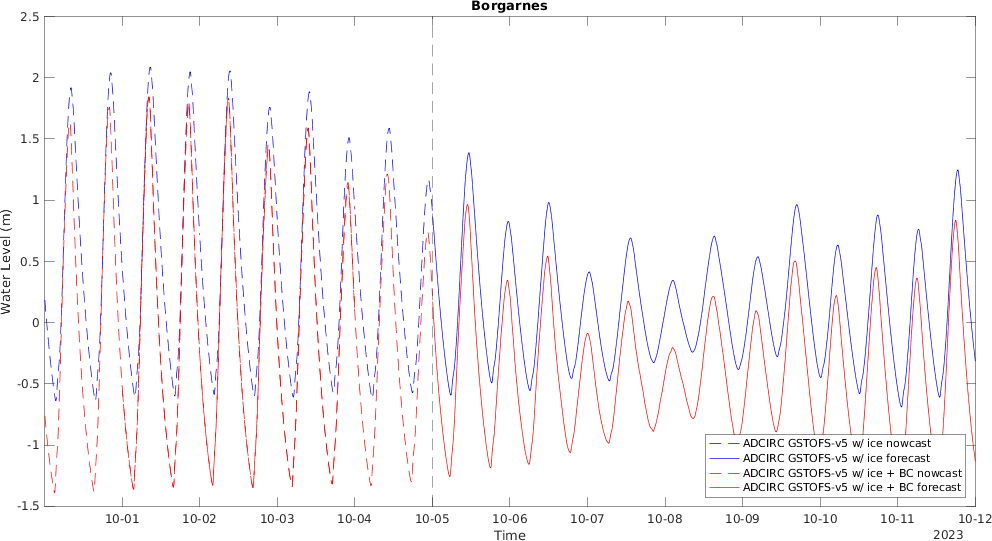 Borgarnes
Water Level (m)
2.5
2
1.5
1
0.5
0
-0.5
-1
-1.5
ADCIRC GSTOFS-v5 w/ ice nowcast
ADCIRC GSTOFS-v5 w/ ice forecast
ADCIRC GSTOFS-v5 w/ ice + BC nowcast
ADCIRC GSTOFS-v5 w/ ice + BC forecast
10-01 10-02 10-03 10-04 10-05 10-06 10-07 10-08 10-09 10-10 10-11 10-12
Time
2023